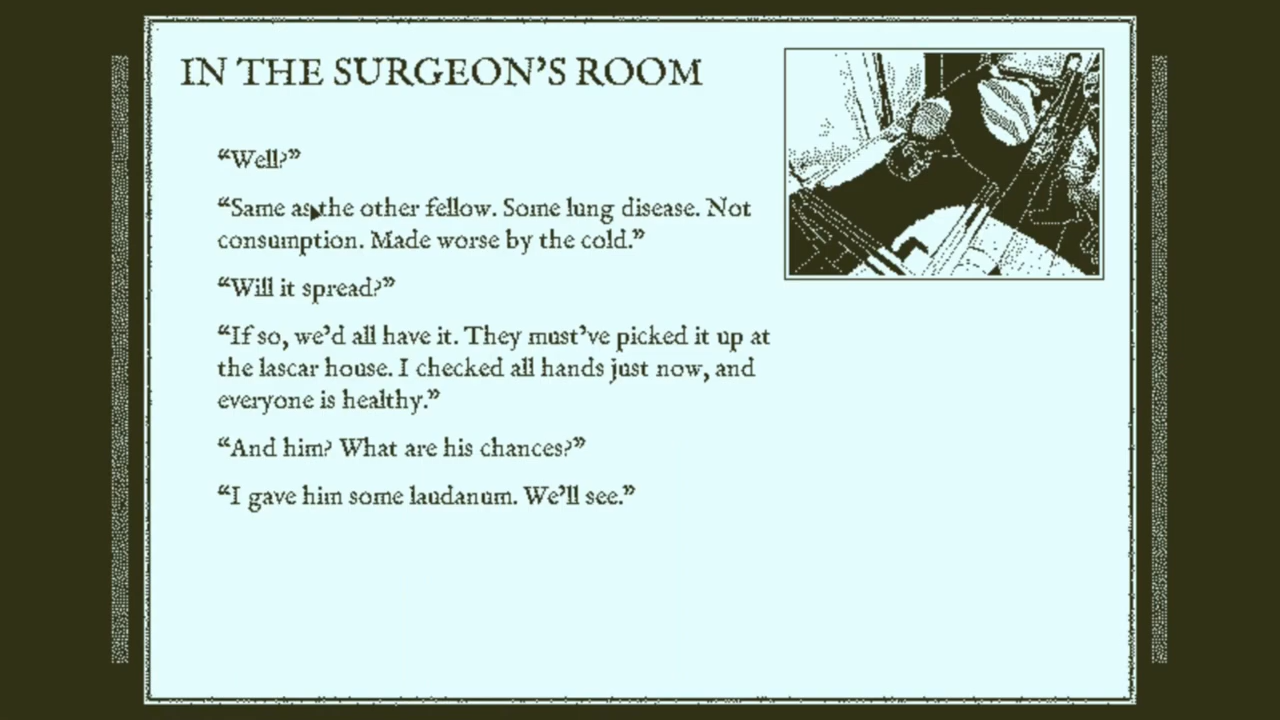 IN THE SURGEON'S ROOM
“Well?”
“Same as the other fellow. Some lung disease. Not
consumption. Made worse by the cold.”
“Will it spread?”
“If so, we’d all have it. They must’ve picked it up at
the lascar house. I checked all hands just now, and
everyone is healthy.”
“And him? What are his chances?”
“I gave him some laudanum. We’ll see.”